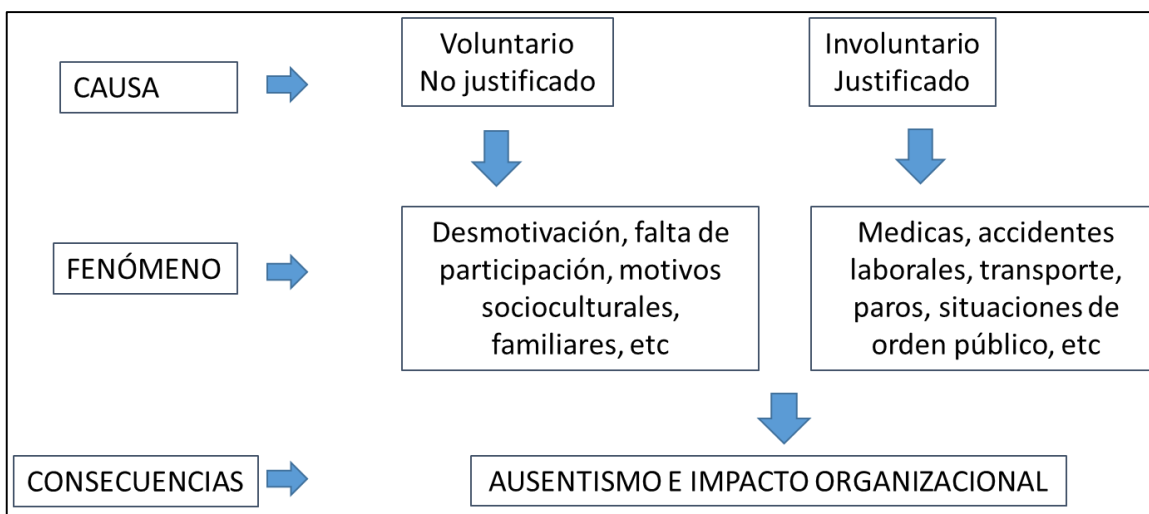 CAUSA
Voluntario
No justificado
Involuntario
Justificado
FENÓMENO
Desmotivación, falta de
participación, motivos
socioculturales,
familiares, etc
Medicas, accidentes
laborales, transporte,
paros, situaciones de
orden público, etc
CONSECUENCIAS
AUSENTISMO E IMPACTO ORGANIZACIONAL